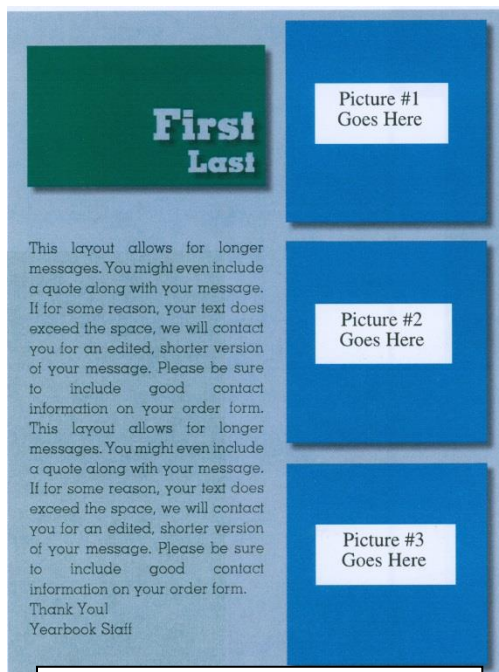 First
Last
This layout allows for longer
messages. You might even include
a quote along with your message.
If for some reason, your text does
exceed the space, we will contact
you for an edited, shorter version
of your message. Please be sure
to include good contact
information on your order form.
This layout allows for longer
messages. You might even include
a quote along with your message.
If for some reason, your text does
exceed the space, we will contact
you for an edited, shorter version
of your message. Please be sure
to include good contact
information on your order form.
Thank You!
Yearbook Staff
Picture #1
Goes Here
Picture #2
Goes Here
Picture #3
Goes Here